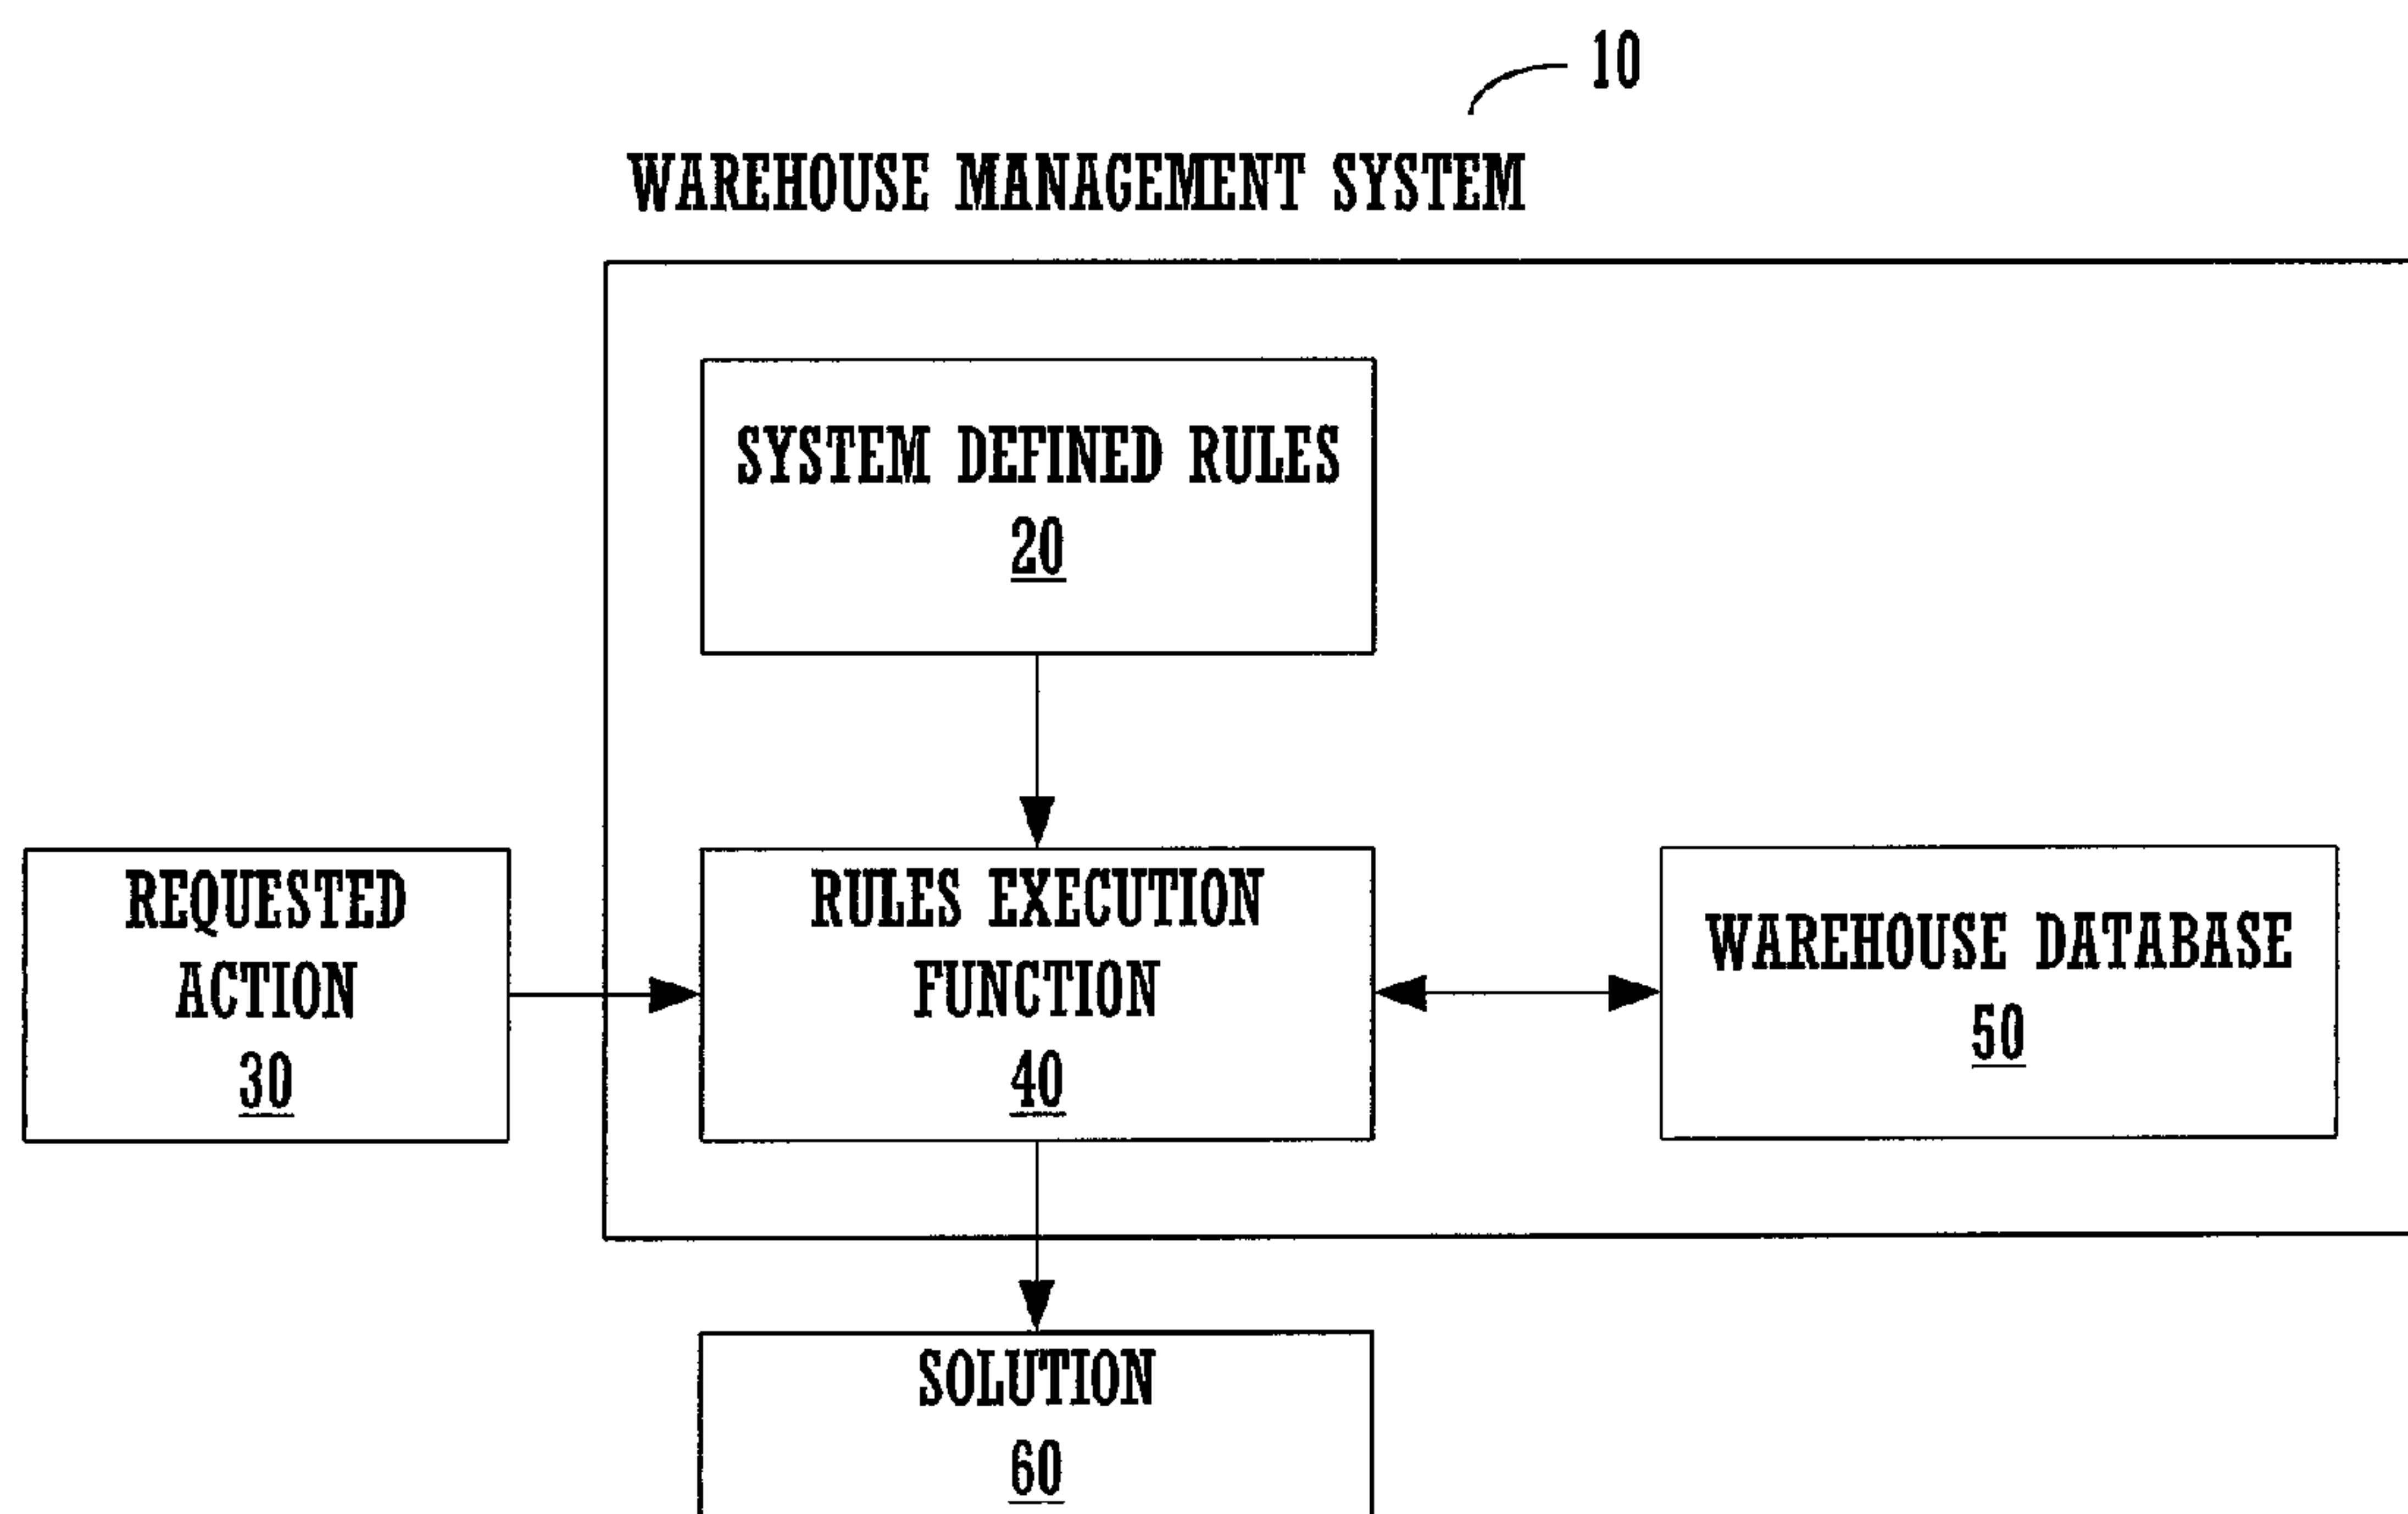 10
WAREHOUSE MANAGEMENT SYSTEM
SYSTEM DEFINED RULES
20
REQUESTED
ACTION
30
RULES EXECUTION
FUNCTION
40
WAREHOUSE DATABASE
50
SOLUTION
60